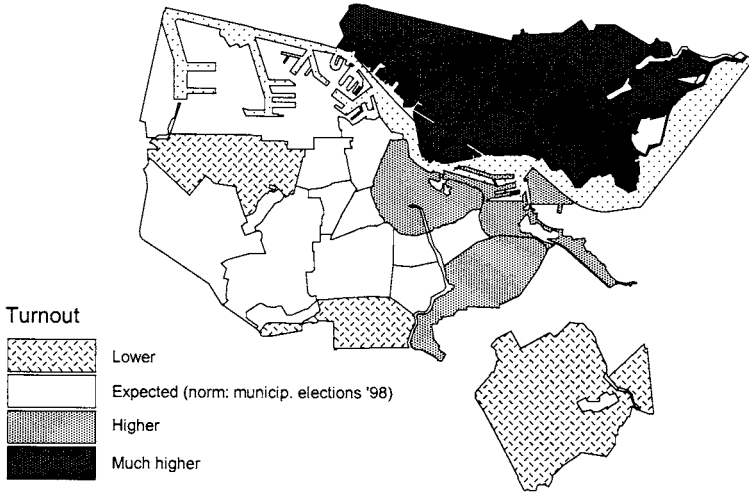 Turnout
Lower
Expected (norm: municip. elections '98)
Higher
Much higher